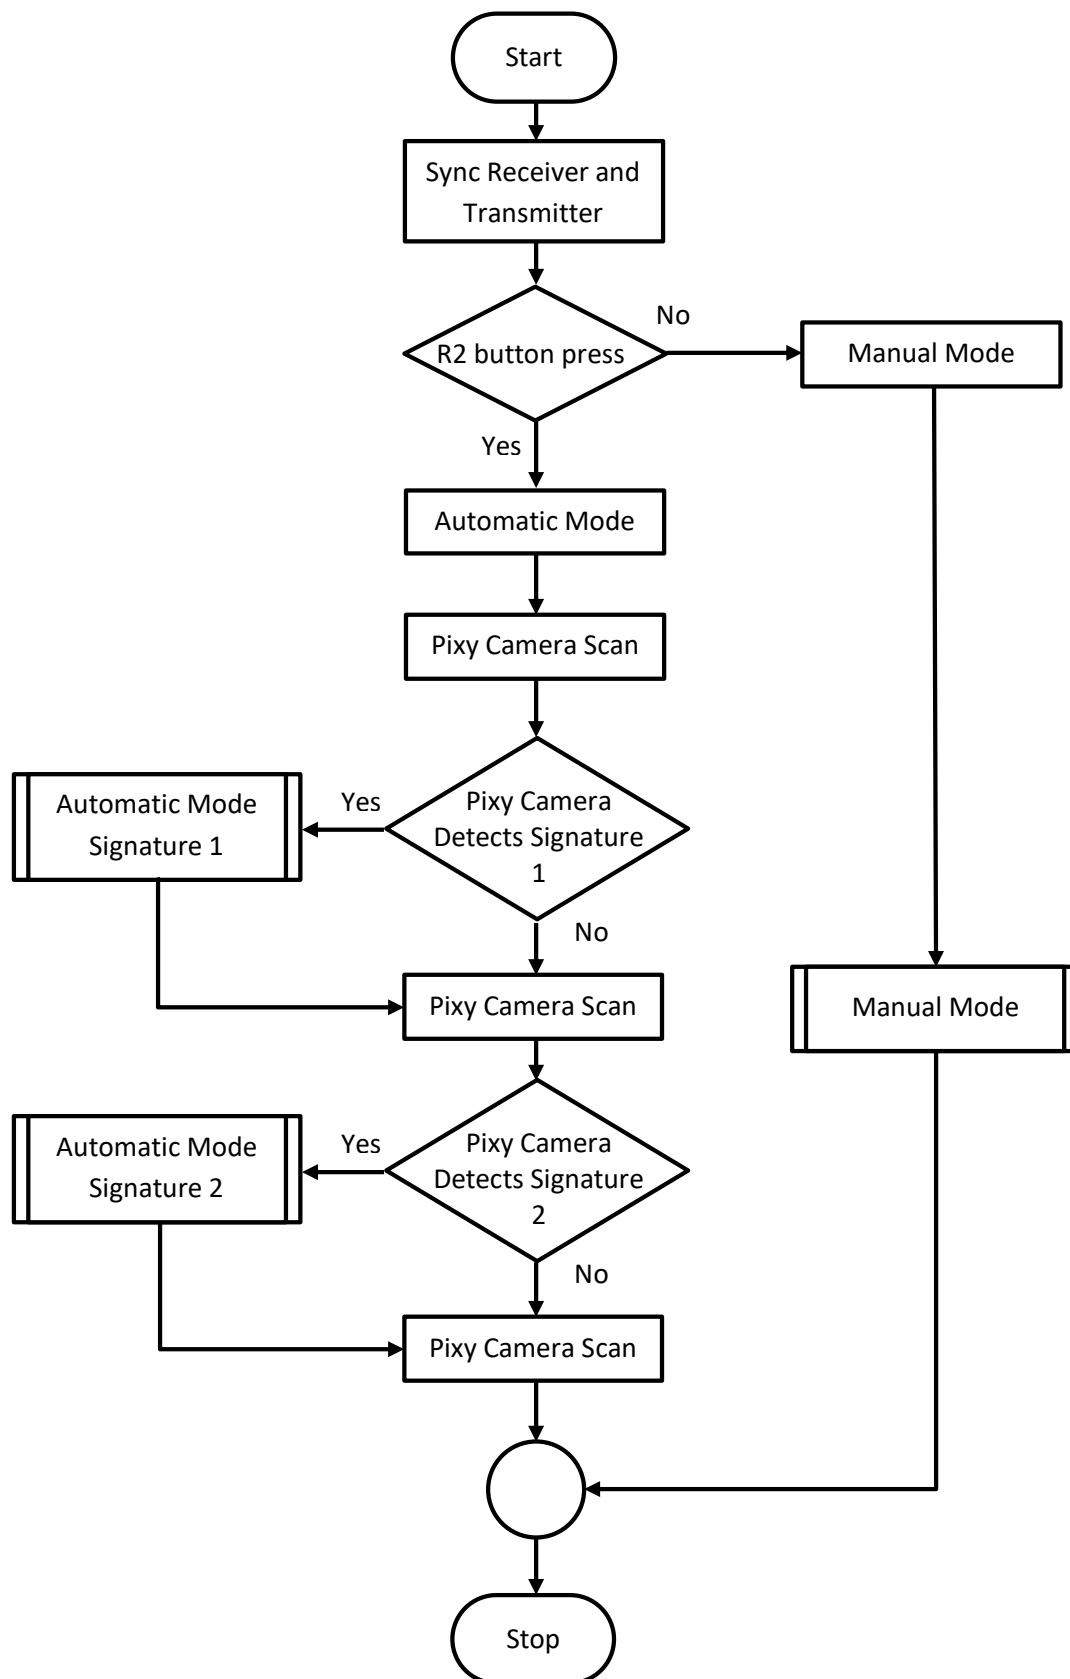 Start
Sync Receiver and
Transmitter
No
R2 button press
Manual Mode
Yes
Automatic Mode
Pixy Camera Scan
Automatic Mode
Signature 1
Yes
Pixy Camera
Detects Signature
1
No
Pixy Camera Scan
Manual Mode
Automatic Mode
Signature 2
Yes
Pixy Camera
Detects Signature
2
No
Pixy Camera Scan
Stop